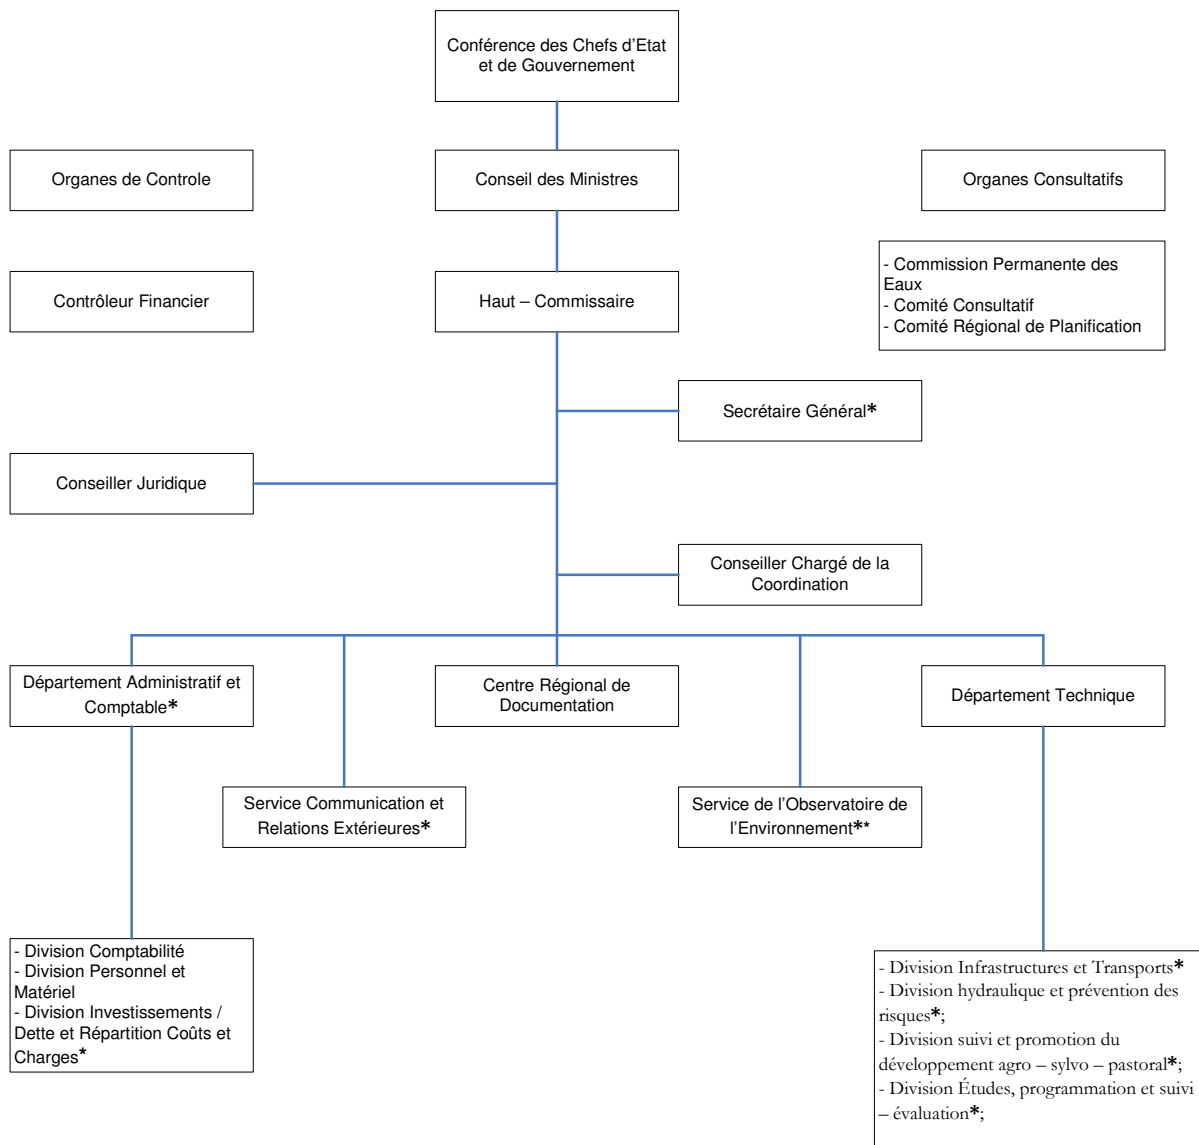 Conférence des Chefs d'Etat
et de Gouvernement
Organes de Controle
Conseil des Ministres
Organes Consultatifs
Contrôleur Financier
Haut – Commissaire
- Commission Permanente des
Eaux
- Comité Consultatif
- Comité Régional de Planification
Secrétaire Général*
Conseiller Juridique
Conseiller Chargé de la
Coordination
Département Administratif et
Comptable*
Centre Régional de
Documentation
Département Technique
Service Communication et
Relations Extérieures*
Service de l'Observatoire de
l'Environnement**
- Division Comptabilité
- Division Personnel et
Matériel
- Division Investissements /
Dette et Répartition Coûts et
Charges*
- Division Infrastructures et Transports*
- Division hydraulique et prévention des
risques*;
- Division suivi et promotion du
développement agro – sylvo – pastoral*;
- Division Études, programmation et suivi
– évaluation*;